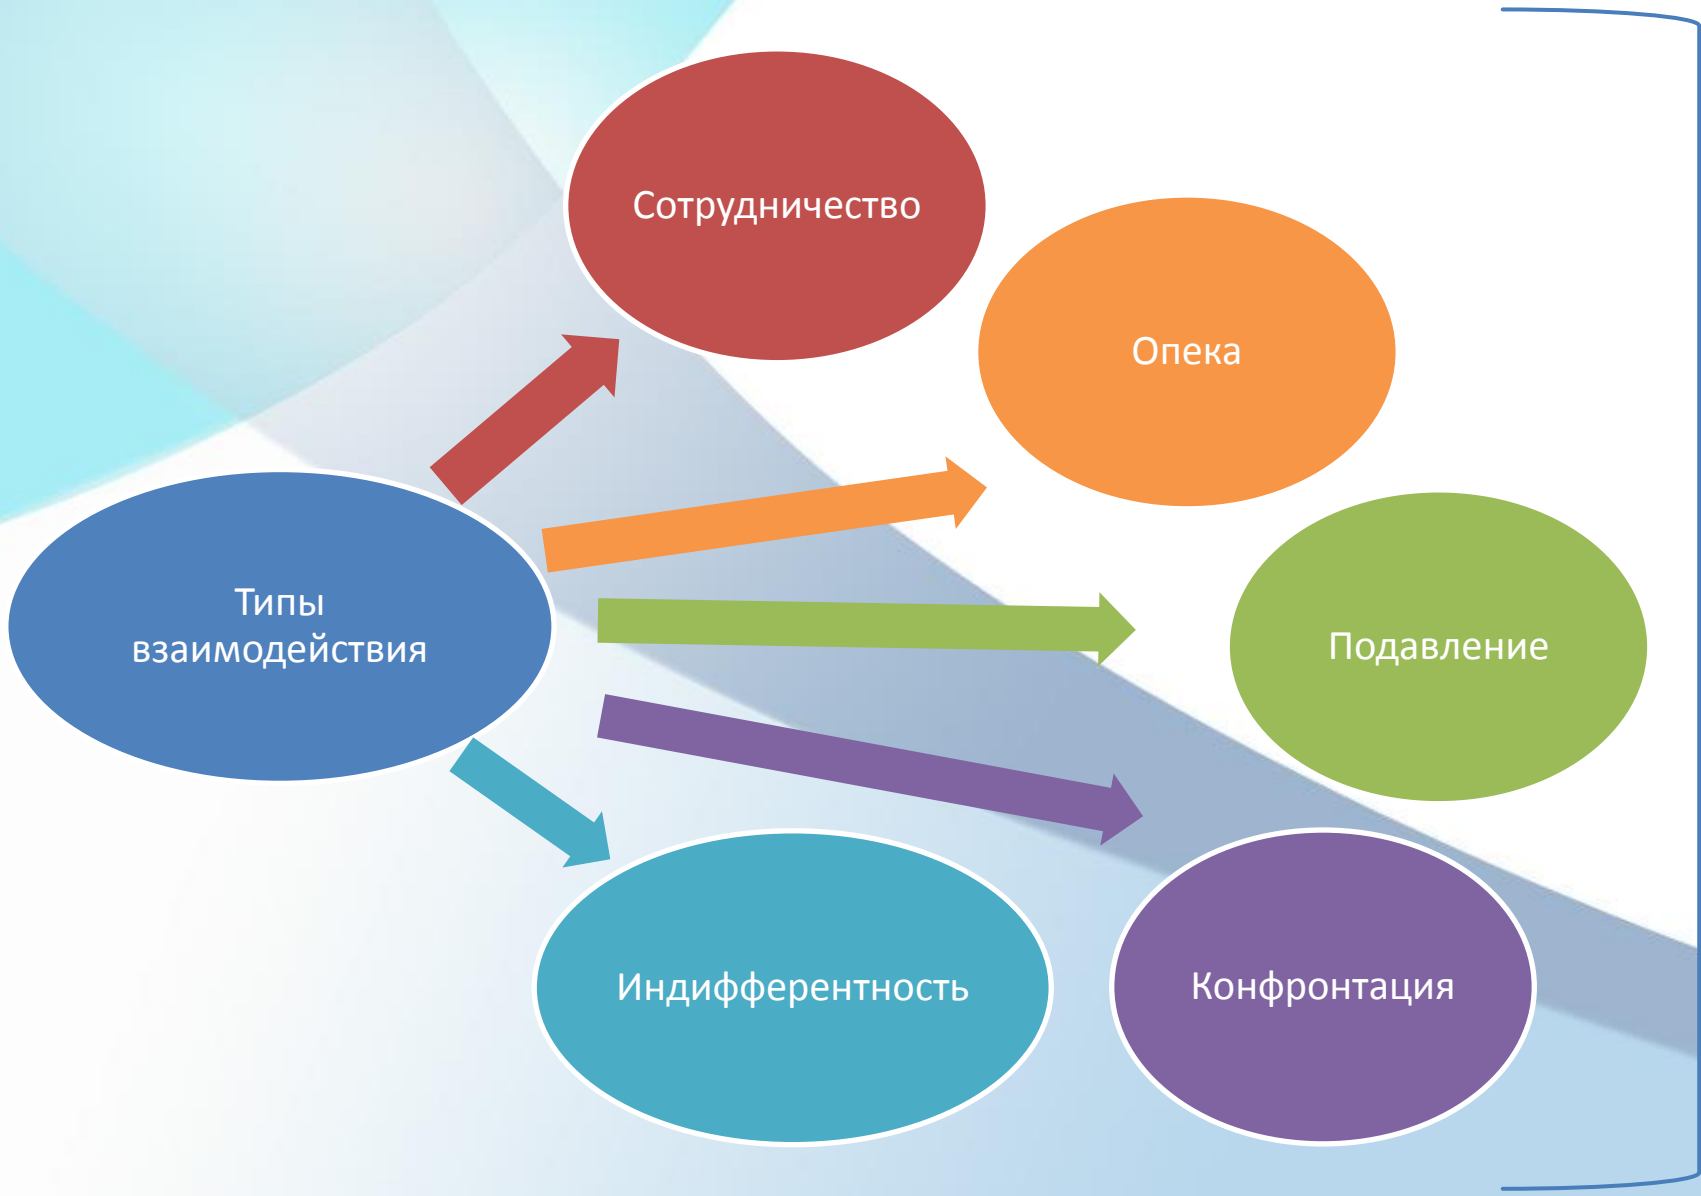 Сотрудничество
Опека
Типы
взаимодействия
Подавление
Индифферентность
Конфронтация